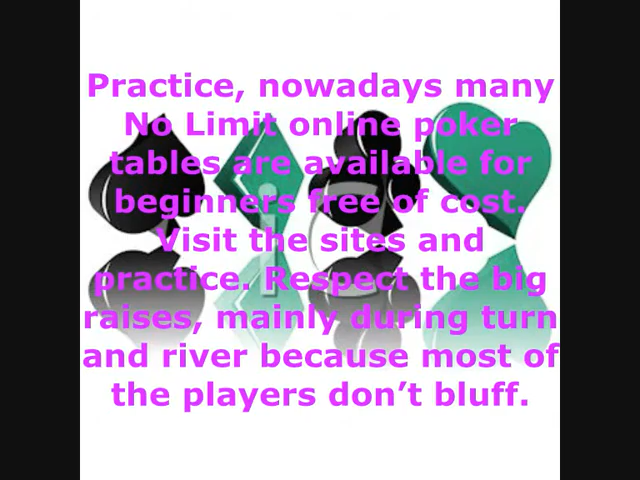 Practice, nowadays many
No Limit online poker
tables are available for
beginners free of cost.
Visit the sites and
practice. Respect the big
raises, mainly during turn
and river because most of
the players don’t bluff.